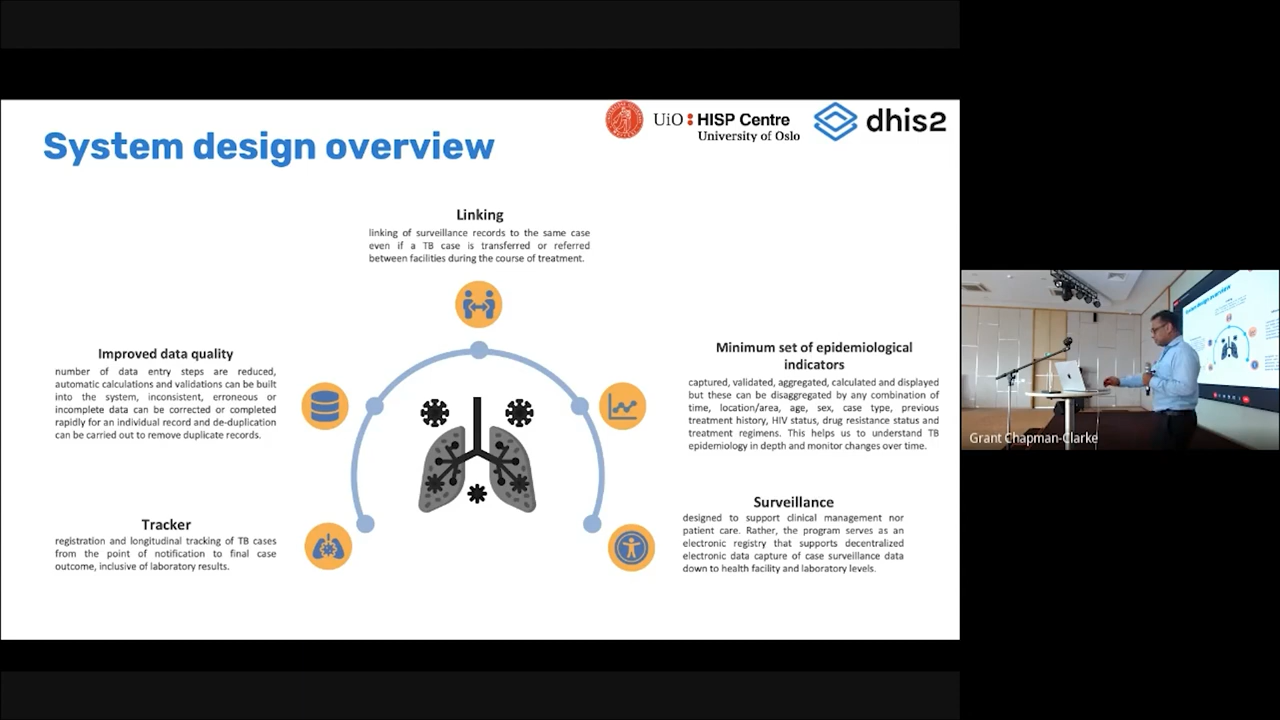 System design overview
UiO : HISP Centre
University of Oslo
dhis2
Linking
linking of surveillance records to the same case
even if a TB case is transferred or referred
between facilities during the course of treatment.
Improved data quality
number of data entry steps are reduced,
automatic calculations and validations can be built
into the system, inconsistent, erroneous or
incomplete data can be corrected or completed
rapidly for an individual record and de-duplication
can be carried out to remove duplicate records.
Minimum set of epidemiological
indicators
captured, validated, aggregated, calculated and displayed
but these can be disaggregated by any combination of
time, location/area, age, sex, case type, previous
treatment history, HIV status, drug resistance status and
treatment regimens. This helps us to understand TB
epidemiology in depth and monitor changes over time.
Tracker
registration and longitudinal tracking of TB cases
from the point of notification to final case
outcome, inclusive of laboratory results.
Surveillance
designed to support clinical management nor
patient care. Rather, the program serves as an
electronic registry that supports decentralized
electronic data capture of case surveillance data
down to health facility and laboratory levels.
System design overview
Grant Chapman-Clarke